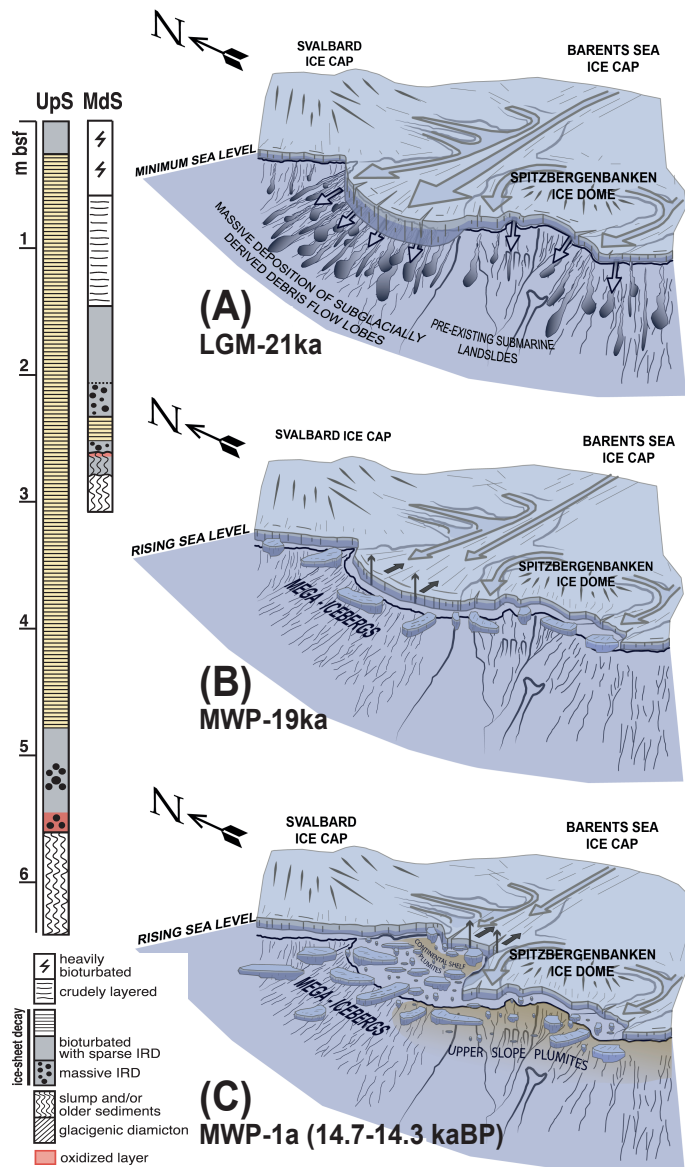 UpS
MdS
m bsf
1
2
3
4
5
6
heavily
bioturbated
crudely layered
ice-sheet decay
bioturbated
with sparse IRD
massive IRD
slump and/or
older sediments
glacigenic diamicton
oxidized layer
N
SVALBARD
ICE CAP
BARENTS SEA
ICE CAP
MINIMUM SEA LEVEL
SPITZBERGENBANKEN
ICE DOME
MASSIVE DEPOSITION OF SUBGLACIALLY
DERIVED DEBRIS FLOW LOBES
PRE-EXISTING SUBMARINE
LANDSLDES
(A)
LGM-21ka
N
SVALBARD ICE CAP
BARENTS SEA
ICE CAP
RISING SEA LEVEL
SPITZBERGENBANKEN
ICE DOME
MEGA-ICEBERGS
(B)
MWP-19ka
N
SVALBARD
ICE CAP
BARENTS SEA
ICE CAP
RISING SEA LEVEL
CONTINENTAL SHELF
PLUMITES
SPITZBERGENBANKEN
ICE DOME
MEGA-ICEBERGS
UPPER SLOPE PLUMITES
(C)
MWP-1a (14.7-14.3 kaBP)